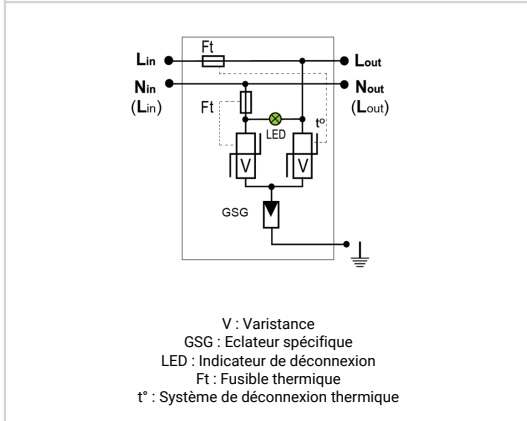 Ft
Lin Lout
Nin Nout
(Lin) Ft (Lout)
LED t°
V V
GSG
V : Varistance
GSG : Eclateur spécifique
LED : Indicateur de déconnexion
Ft : Fusible thermique
t° : Système de déconnexion thermique